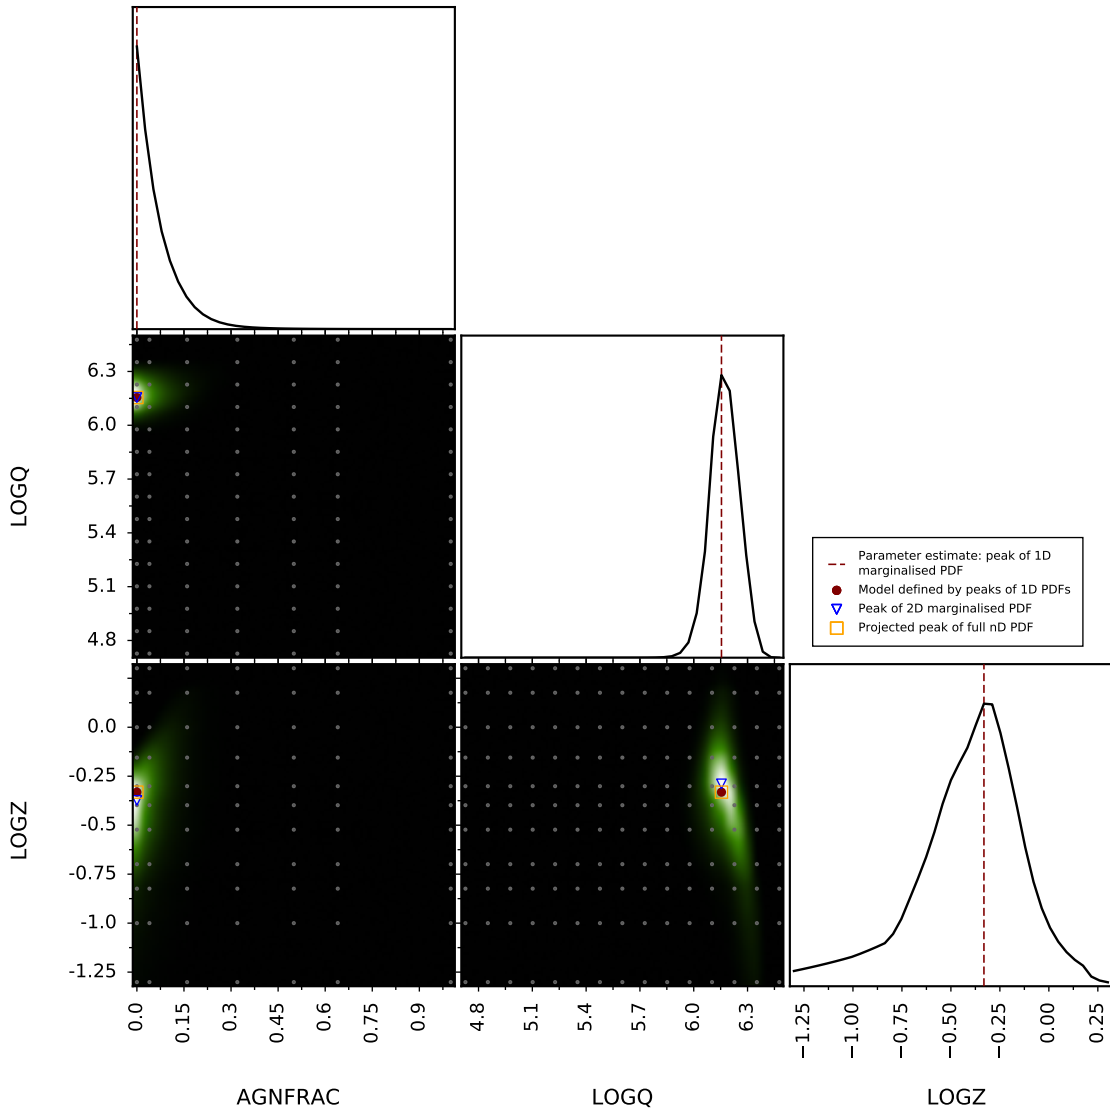 6.3
6.0
5.7
5.4
5.1
4.8
LOGQ
Parameter estimate: peak of 1D
marginalised PDF
Model defined by peaks of 1D PDFs
Peak of 2D marginalised PDF
Projected peak of full nD PDF
0.0
-0.25
-0.5
-0.75
-1.0
-1.25
LOGZ
0.0 0.15 0.3 0.45 0.6 0.75 0.9
4.8 5.1 5.4 5.7 6.0 6.3
−1.25 −1.00 −0.75 −0.50 −0.25 0.00 0.25
AGNFRAC LOGQ LOGZ